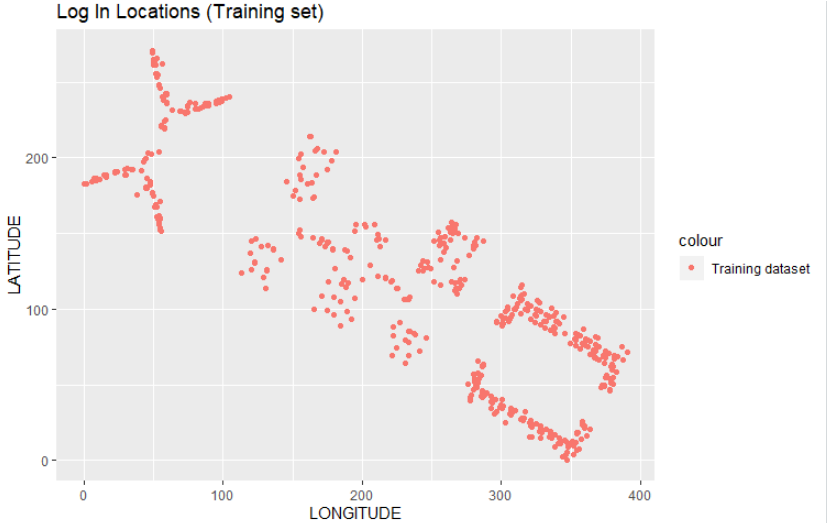 Log In Locations (Training set)
200
100
0
LATITUDE
0 100 200 300 400
LONGITUDE
colour
Training dataset